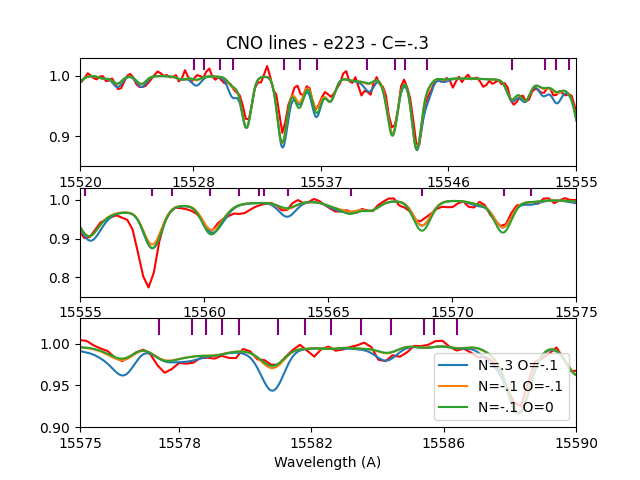 CNO lines - e223 - C=-.3
1.0
0.9
15520 15528 15537 15546 15555
1.0
0.9
0.8
15555 15560 15565 15570 15575
1.00
0.95
0.90
N=.3 O=-.1
N=-.1 O=-.1
N=-.1 O=0
15575 15578 15582 15586 15590
Wavelength (A)